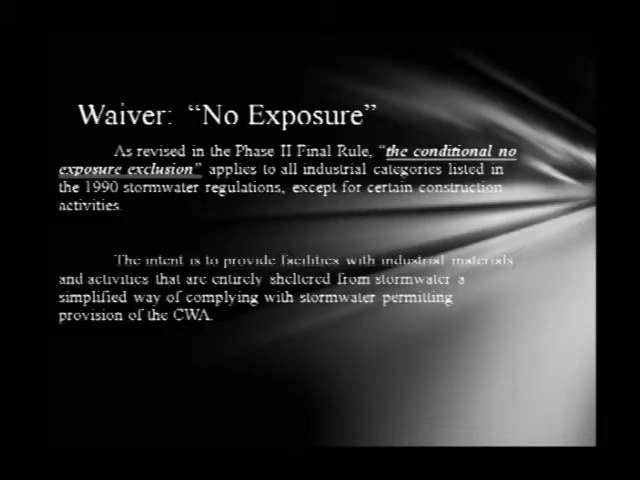 Waiver:  “No Exposure”
As revised in the Phase II Final Rule, “the conditional no
exposure exclusion” applies to all industrial categories listed in
the 1990 stormwater regulations, except for certain construction
activities.
The intent is to provide facilities with industrial materials
and activities that are entirely sheltered from stormwater a
simplified way of complying with stormwater permitting
provision of the CWA.